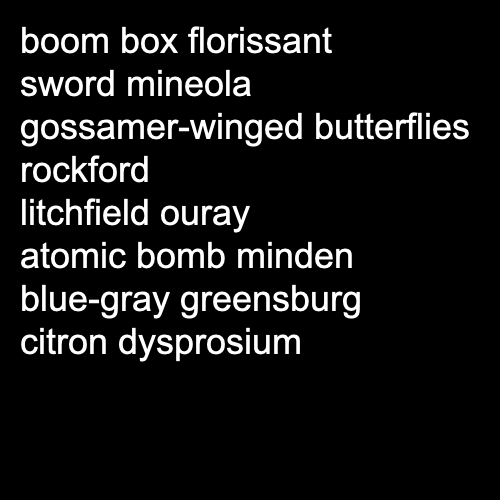 boom box florissant
sword mineola
gossamer-winged butterflies
rockford
litchfield ouray
atomic bomb minden
blue-gray greensburg
citron dysprosium